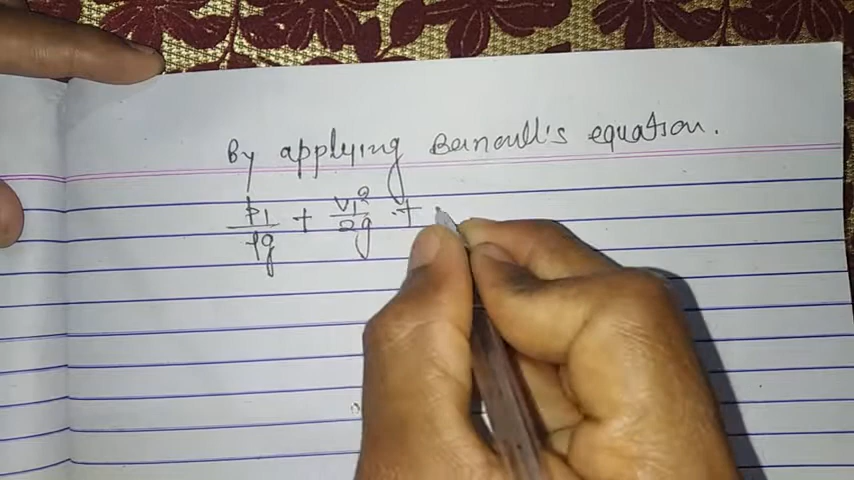 By applying Bernoulli's equation.
P1/ρg + V1²/2g +